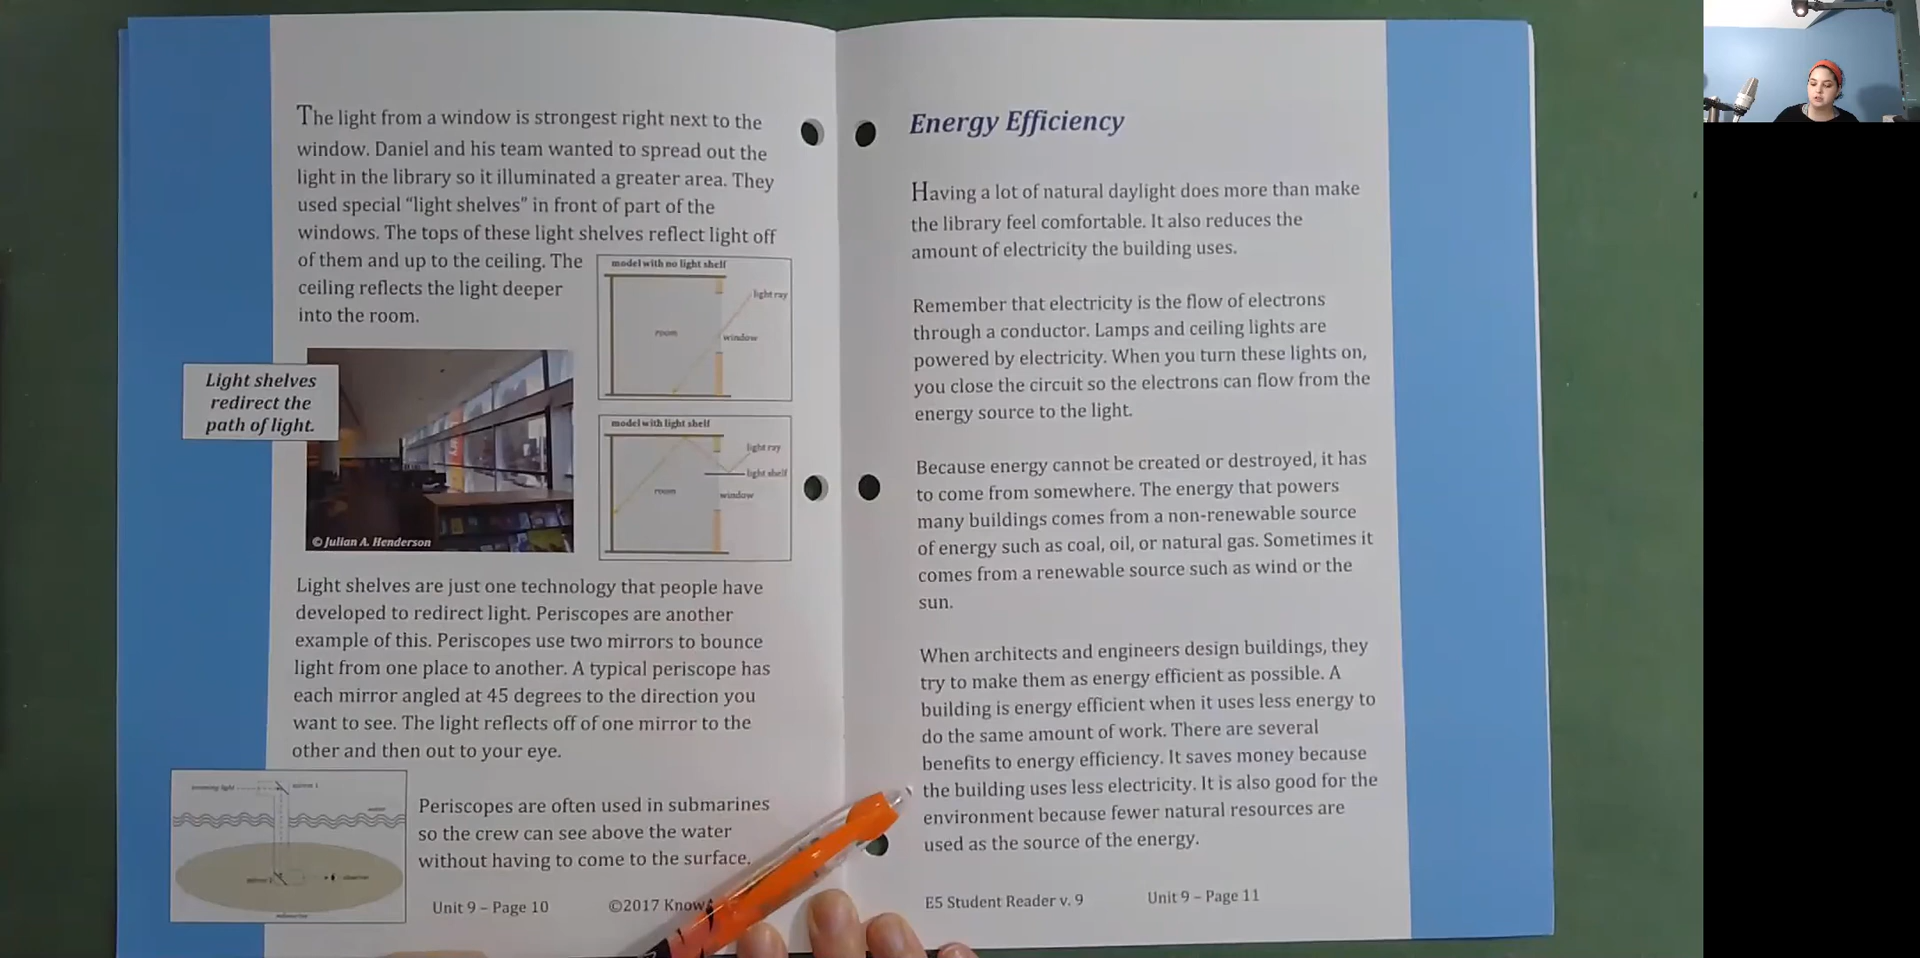 The light from a window is strongest right next to the
window. Daniel and his team wanted to spread out the
light in the library so it illuminated a greater area. They
used special “light shelves” in front of part of the
windows. The tops of these light shelves reflect light off
of them and up to the ceiling. The
ceiling reflects the light deeper
into the room.
model with no light shelf
light ray
room
window
Light shelves
redirect the
path of light.
© Julian A. Henderson
model with light shelf
light ray
light shelf
room
window
Light shelves are just one technology that people have
developed to redirect light. Periscopes are another
example of this. Periscopes use two mirrors to bounce
light from one place to another. A typical periscope has
each mirror angled at 45 degrees to the direction you
want to see. The light reflects off of one mirror to the
other and then out to your eye.
incoming light
mirror 1
water
mirror 2
observer
submarine
Periscopes are often used in submarines
so the crew can see above the water
without having to come to the surface.
Unit 9 – Page 10 ©2017 Know
Energy Efficiency
Having a lot of natural daylight does more than make
the library feel comfortable. It also reduces the
amount of electricity the building uses.
Remember that electricity is the flow of electrons
through a conductor. Lamps and ceiling lights are
powered by electricity. When you turn these lights on,
you close the circuit so the electrons can flow from the
energy source to the light.
Because energy cannot be created or destroyed, it has
to come from somewhere. The energy that powers
many buildings comes from a non-renewable source
of energy such as coal, oil, or natural gas. Sometimes it
comes from a renewable source such as wind or the
sun.
When architects and engineers design buildings, they
try to make them as energy efficient as possible. A
building is energy efficient when it uses less energy to
do the same amount of work. There are several
benefits to energy efficiency. It saves money because
the building uses less electricity. It is also good for the
environment because fewer natural resources are
used as the source of the energy.
E5 Student Reader v. 9 Unit 9 – Page 11